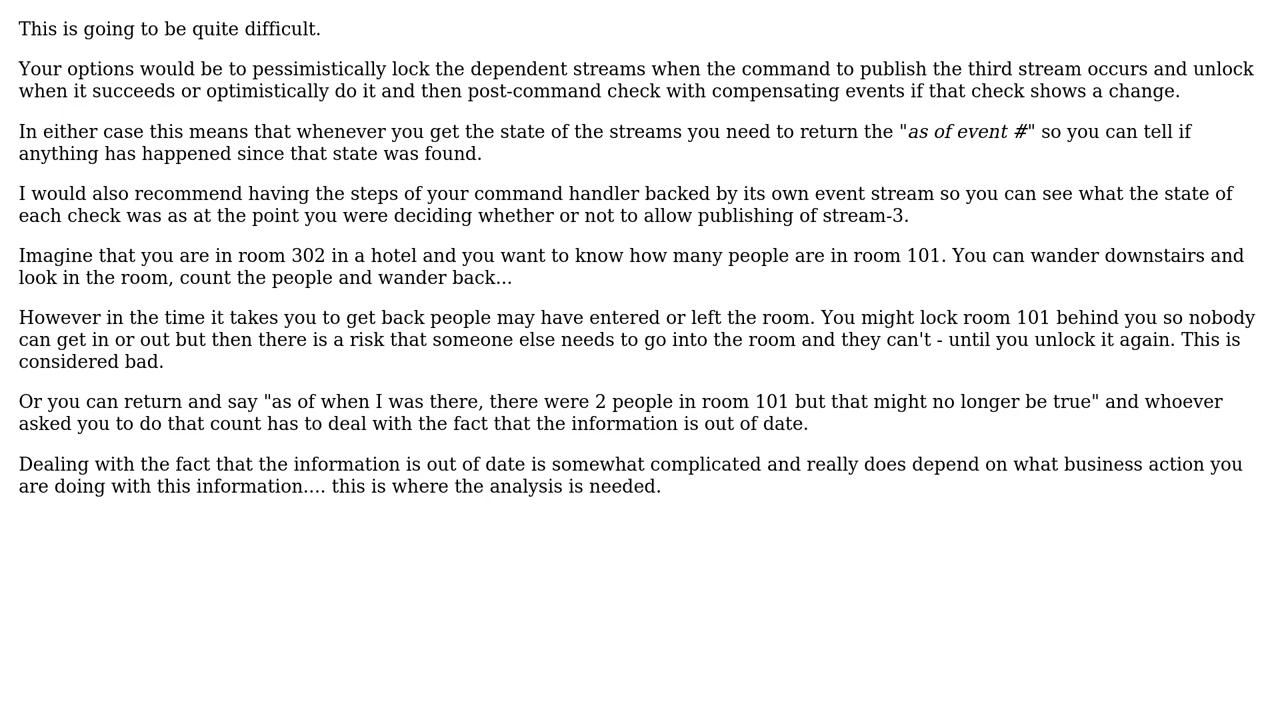 This is going to be quite difficult.
Your options would be to pessimistically lock the dependent streams when the command to publish the third stream occurs and unlock
when it succeeds or optimistically do it and then post-command check with compensating events if that check shows a change.
In either case this means that whenever you get the state of the streams you need to return the "as of event #" so you can tell if
anything has happened since that state was found.
I would also recommend having the steps of your command handler backed by its own event stream so you can see what the state of
each check was as at the point you were deciding whether or not to allow publishing of stream-3.
Imagine that you are in room 302 in a hotel and you want to know how many people are in room 101. You can wander downstairs and
look in the room, count the people and wander back...
However in the time it takes you to get back people may have entered or left the room. You might lock room 101 behind you so nobody
can get in or out but then there is a risk that someone else needs to go into the room and they can't - until you unlock it again. This is
considered bad.
Or you can return and say "as of when I was there, there were 2 people in room 101 but that might no longer be true" and whoever
asked you to do that count has to deal with the fact that the information is out of date.
Dealing with the fact that the information is out of date is somewhat complicated and really does depend on what business action you
are doing with this information.... this is where the analysis is needed.